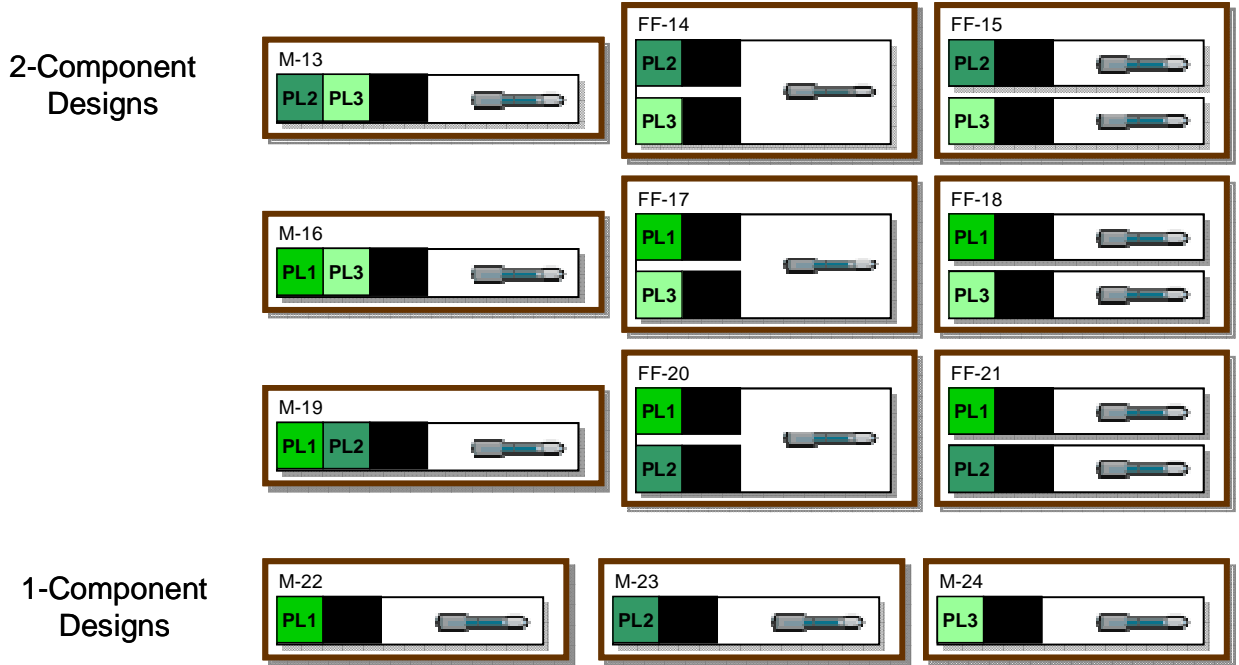 2-Component
Designs
M-13
PL2 PL3
FF-14
PL2
PL3
FF-15
PL2
PL3
M-16
PL1 PL3
FF-17
PL1
PL3
FF-18
PL1
PL3
M-19
PL1 PL2
FF-20
PL1
PL2
FF-21
PL1
PL2
1-Component
Designs
M-22
PL1
M-23
PL2
M-24
PL3